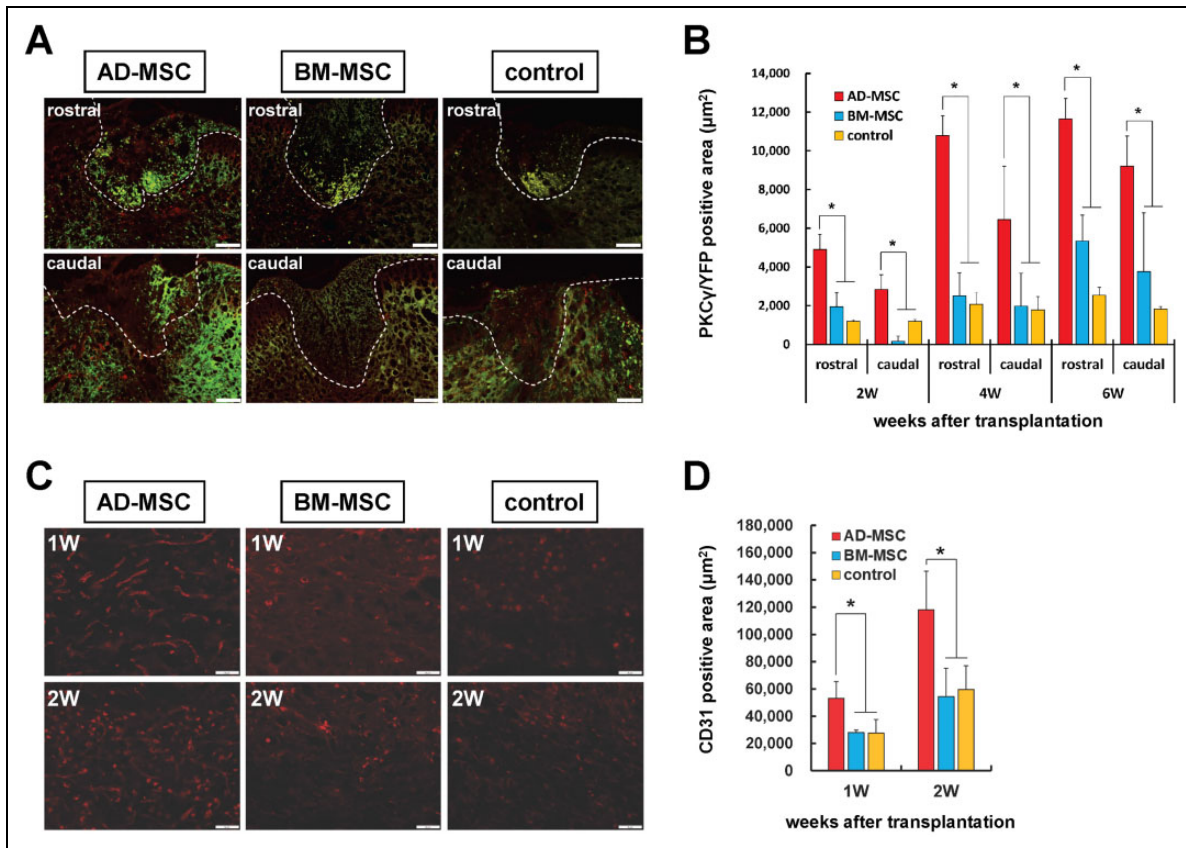 A
AD-MSC
BM-MSC
control
rostral
rostral
rostral
caudal
caudal
caudal
B
PKCγ/YFP positive area (μm²)
14,000
12,000
10,000
8,000
6,000
4,000
2,000
0
AD-MSC
BM-MSC
control
*
*
*
*
*
*
rostral caudal rostral caudal rostral caudal
2W 4W 6W
weeks after transplantation
C
AD-MSC
BM-MSC
control
1W
1W
1W
2W
2W
2W
D
CD31 positive area (μm²)
180,000
160,000
140,000
120,000
100,000
80,000
60,000
40,000
20,000
0
AD-MSC
BM-MSC
control
*
*
1W 2W
weeks after transplantation